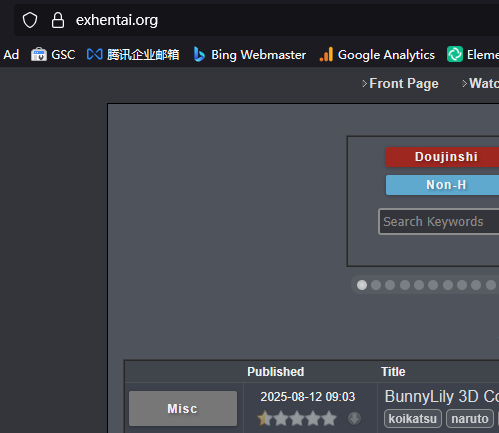 exhentai.org
Ad GSC 腾讯企业邮箱 Bing Webmaster Google Analytics Eleme
Front Page Watc
Doujinshi
Non-H
Search Keywords
Published Title
Misc 2025-08-12 09:03 BunnyLily 3D Co
koikatsu naruto